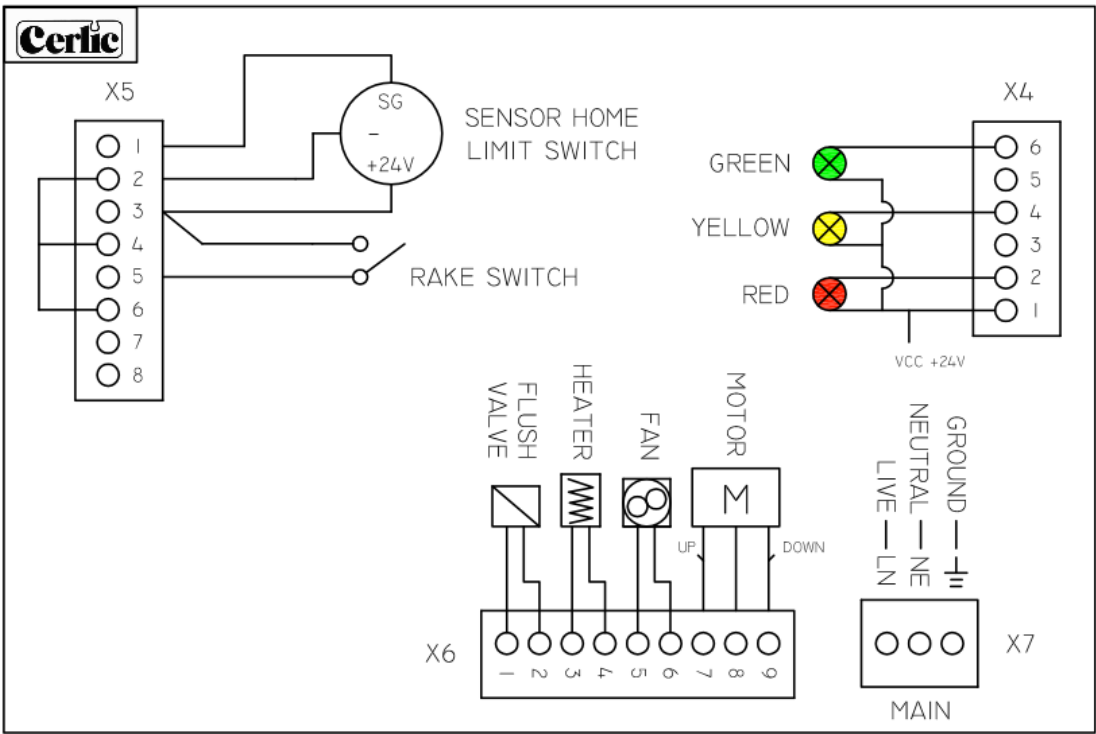 Cerlic
X5
1
2
3
4
5
6
7
8
SG
−
+24V
SENSOR HOME
LIMIT SWITCH
RAKE SWITCH
X4
GREEN
YELLOW
RED
6
5
4
3
2
1
VCC +24V
FLUSH
VALVE
HEATER
FAN
MOTOR
M
UP
DOWN
X6
1
2
3
4
5
6
7
8
9
GROUND
NEUTRAL — NE
LIVE — LN
X7
MAIN